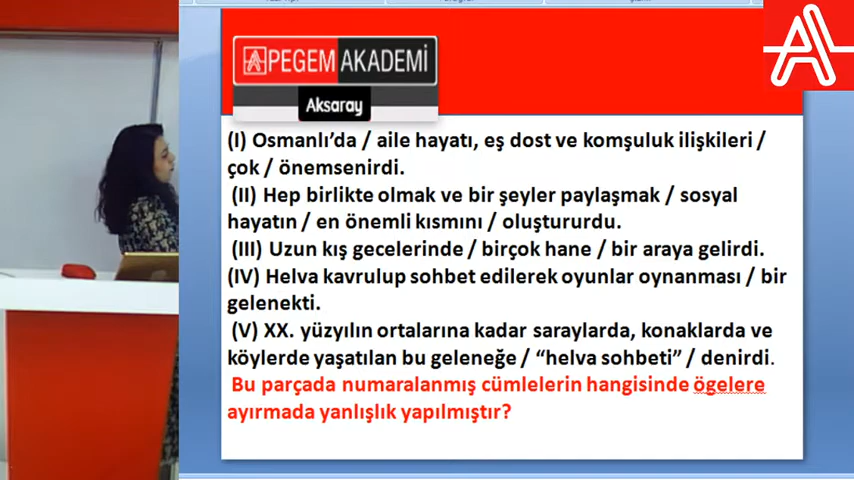 PEGEM AKADEMİ
Aksaray
(I) Osmanlı’da / aile hayatı, eş dost ve komşuluk ilişkileri /
çok / önemsenirdi.
(II) Hep birlikte olmak ve bir şeyler paylaşmak / sosyal
hayatın / en önemli kısmını / oluştururdu.
(III) Uzun kış gecelerinde / birçok hane / bir araya gelirdi.
(IV) Helva kavrulup sohbet edilerek oyunlar oynanması / bir
gelenekti.
(V) XX. yüzyılın ortalarına kadar saraylarda, konaklarda ve
köylerde yaşatılan bu geleneğe / “helva sohbeti” / denirdi.
Bu parçada numaralanmış cümlelerin hangisinde ögelere
ayırmada yanlışlık yapılmıştır?